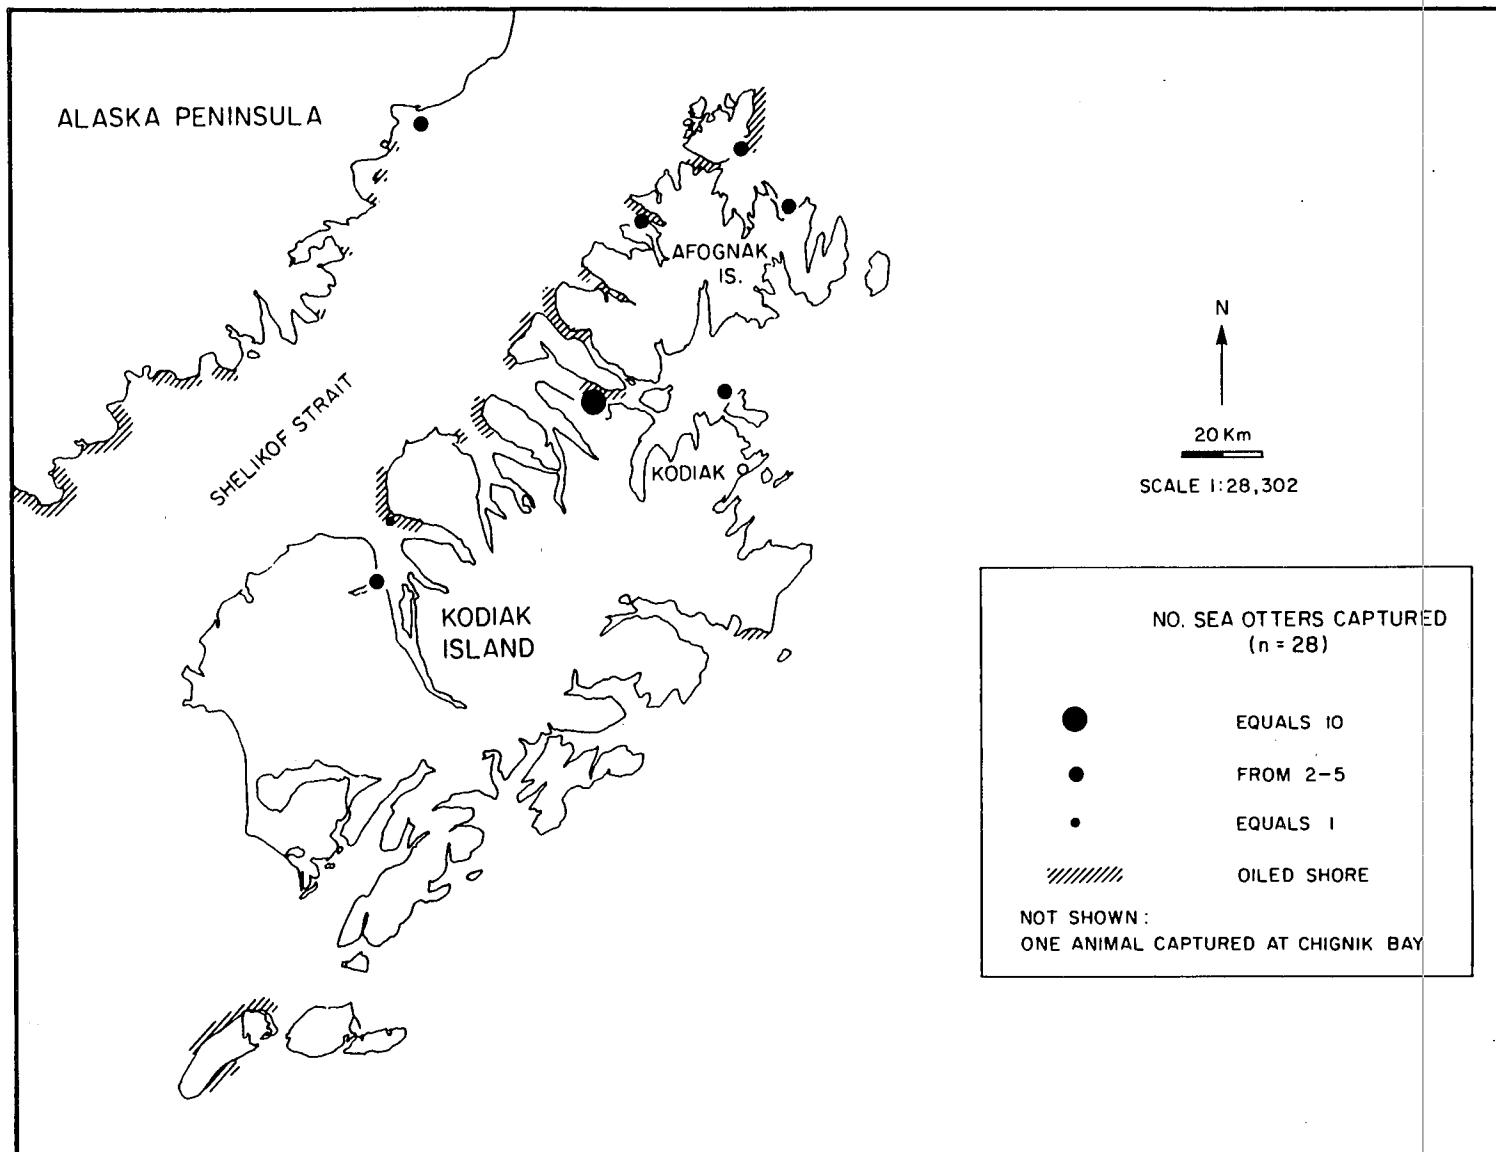 ALASKA PENINSULA
AFOGNAK
IS.
N
SHELIKOF STRAIT
20 Km
KODIAK
SCALE 1:28,302
KODIAK
ISLAND
NO. SEA OTTERS CAPTURED
(n = 28)
EQUALS 10
FROM 2-5
EQUALS 1
OILED SHORE
NOT SHOWN:
ONE ANIMAL CAPTURED AT CHIGNIK BAY